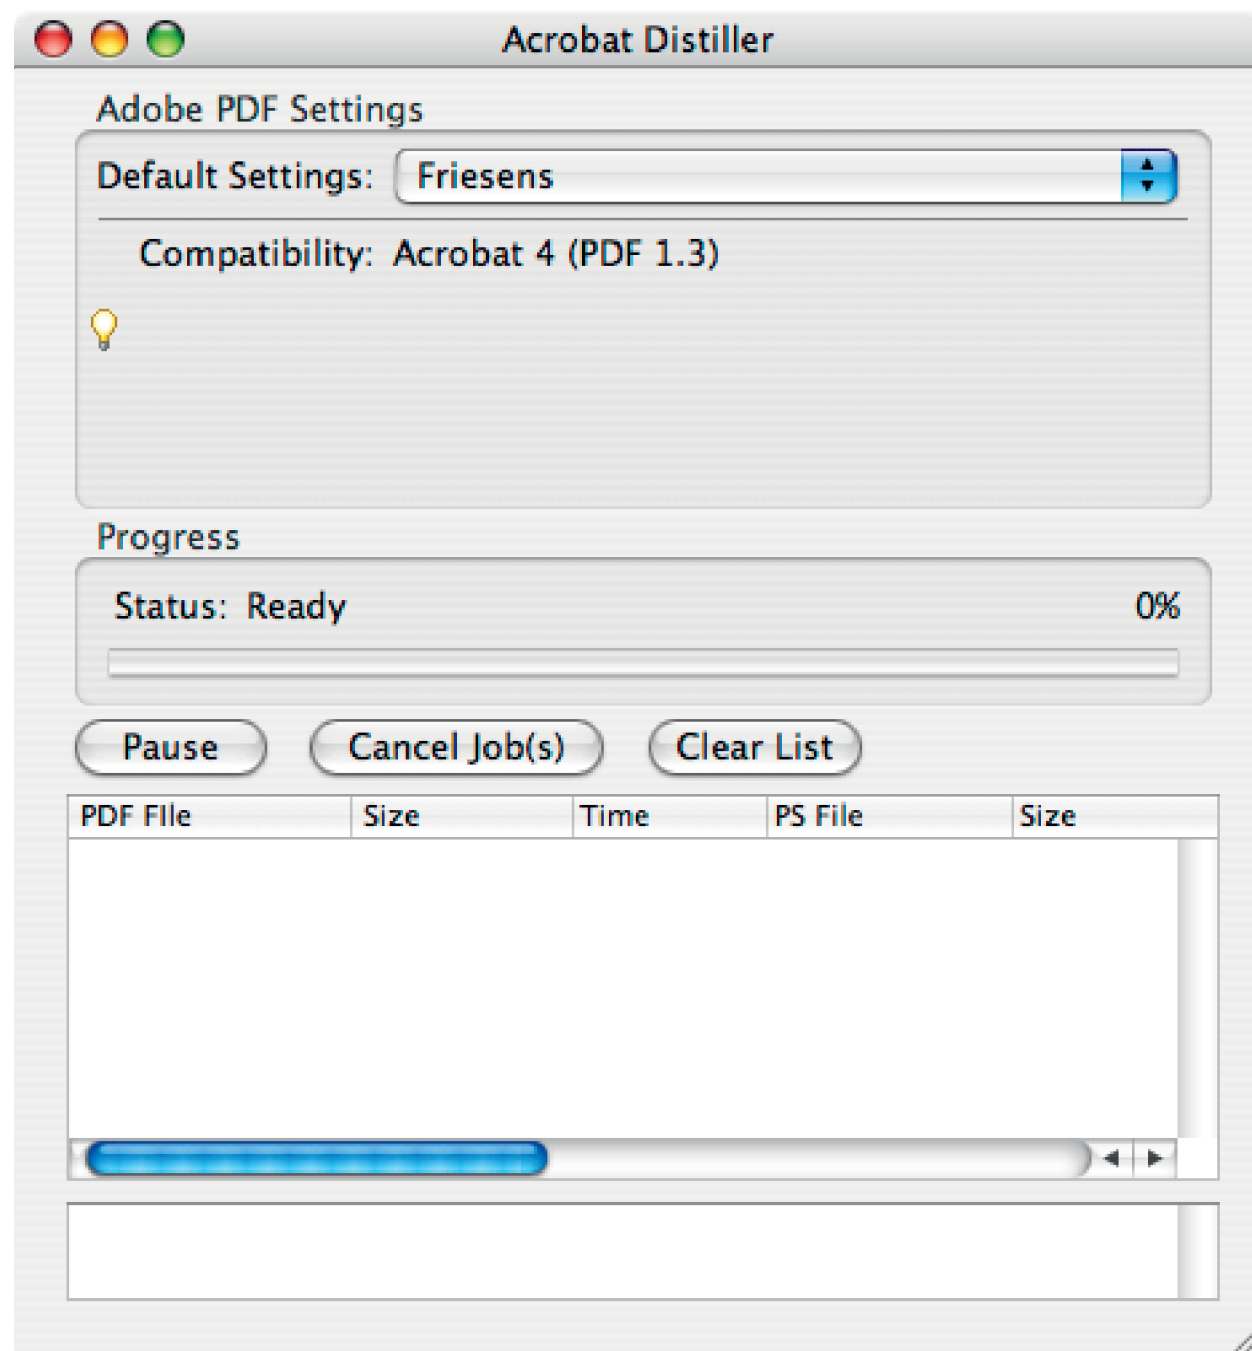 Acrobat Distiller
Adobe PDF Settings
Default Settings: Friesens
Compatibility: Acrobat 4 (PDF 1.3)
Progress
Status: Ready 0%
Pause Cancel Job(s) Clear List
PDF FIle Size Time PS File Size